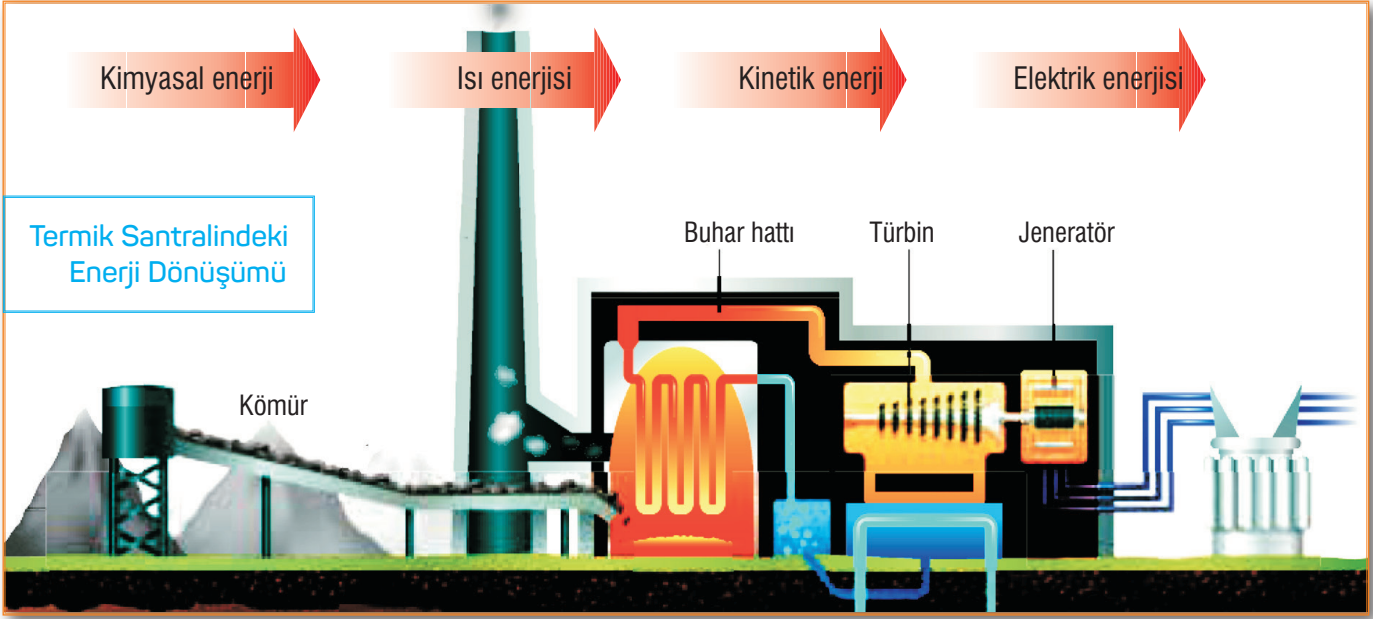 Kimyasal enerji
Isı enerjisi
Kinetik enerji
Elektrik enerjisi
Termik Santralindeki
Enerji Dönüşümü
Buhar hattı
Türbin
Jeneratör
Kömür